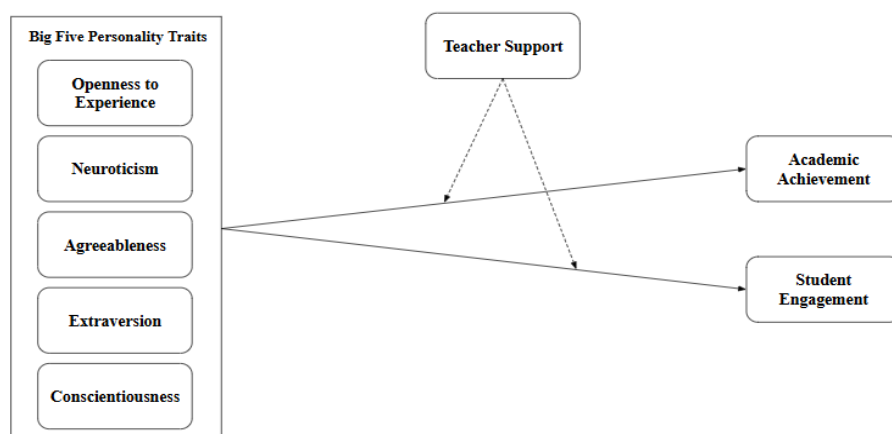 Big Five Personality Traits
Openness to
Experience
Neuroticism
Agreeableness
Extraversion
Conscientiousness
Teacher Support
Academic
Achievement
Student
Engagement